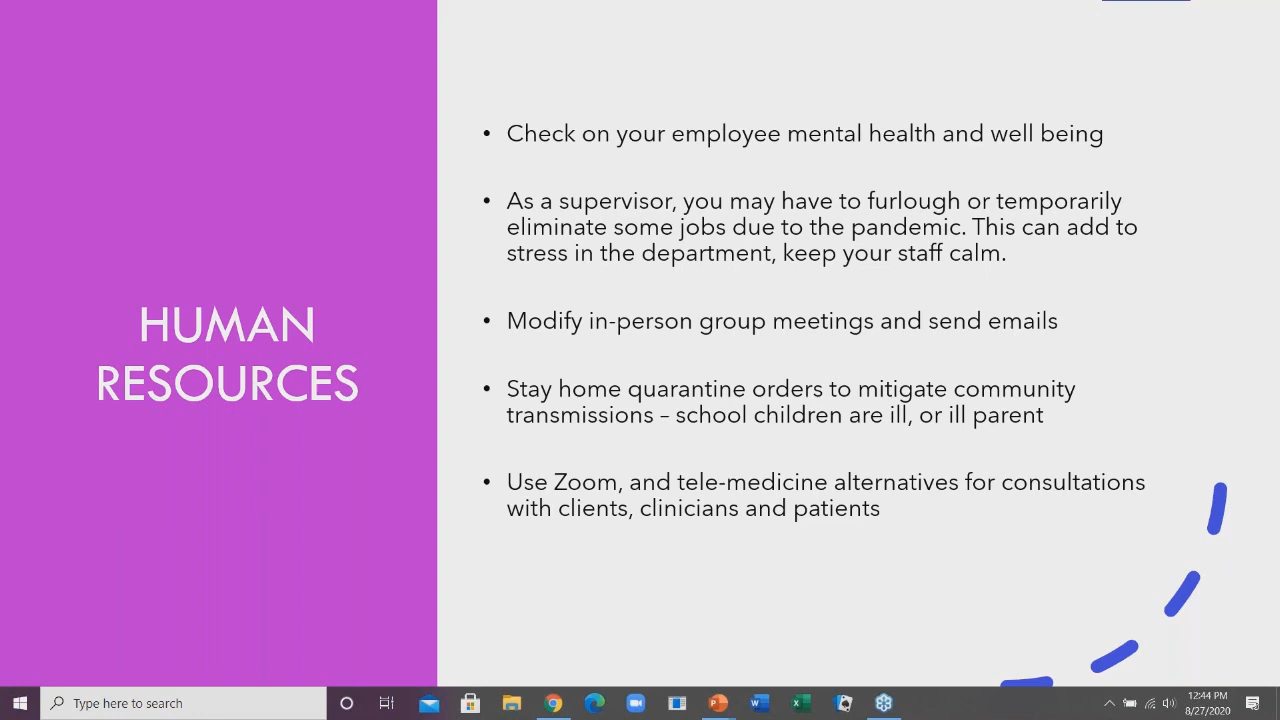 HUMAN
RESOURCES
• Check on your employee mental health and well being
• As a supervisor, you may have to furlough or temporarily
eliminate some jobs due to the pandemic. This can add to
stress in the department, keep your staff calm.
• Modify in-person group meetings and send emails
• Stay home quarantine orders to mitigate community
transmissions – school children are ill, or ill parent
• Use Zoom, and tele-medicine alternatives for consultations
with clients, clinicians and patients
Type here to search
12:44 PM
8/27/2020